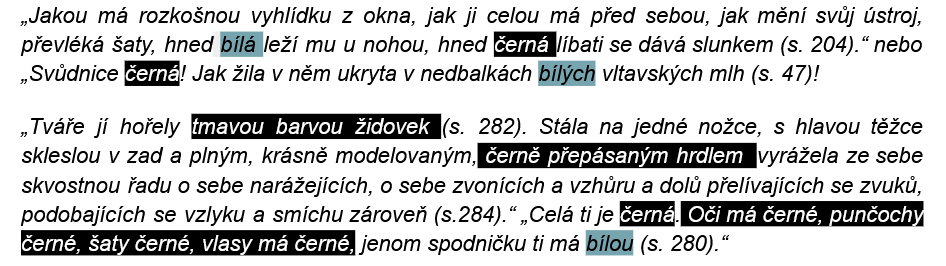 „Jakou má rozkošnou vyhlídku z okna, jak ji celou má před sebou, jak mění svůj ústroj,
převléká šaty, hned bílá leží mu u nohou, hned černá líbati se dává slunkem (s. 204).“ nebo
„Svůdnice černá! Jak žila v něm ukryta v nedbalkách bílých vltavských mlh (s. 47)!
„Tváře jí hořely tmavou barvou židovek (s. 282). Stála na jedné nožce, s hlavou těžce
skleslou v zad a plným, krásně modelovaným, černě přepásaným hrdlem vyrážela ze sebe
skvostnou řadu o sebe narážejících, o sebe zvonících a vzhůru a dolů přelívajících se zvuků,
podobajících se vzlyku a smíchu zároveň (s.284).“ „Celá ti je černá. Oči má černé, punčochy
černé, šaty černé, vlasy má černé, jenom spodničku ti má bílou (s. 280).“